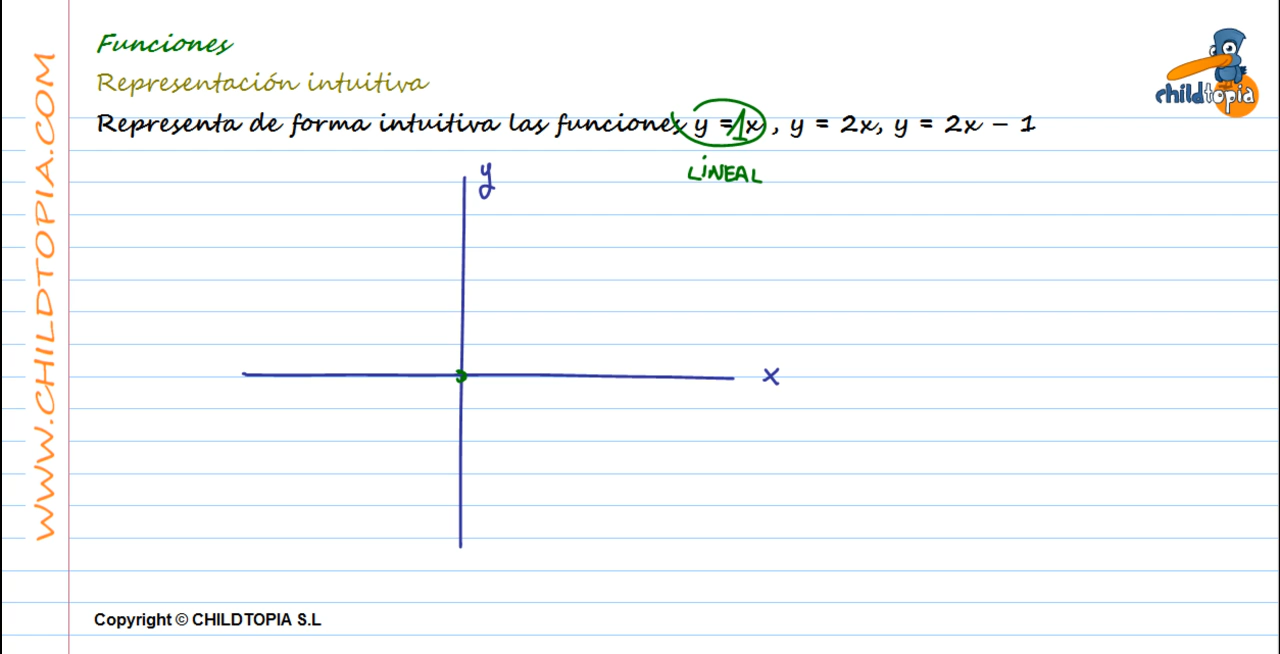 Funciones
Representación intuitiva
Representa de forma intuitiva las funciones y = 1x, y = 2x, y = 2x − 1
LINEAL
y
x
WWW.CHILDTOPIA.COM
childtopia
Copyright © CHILDTOPIA S.L